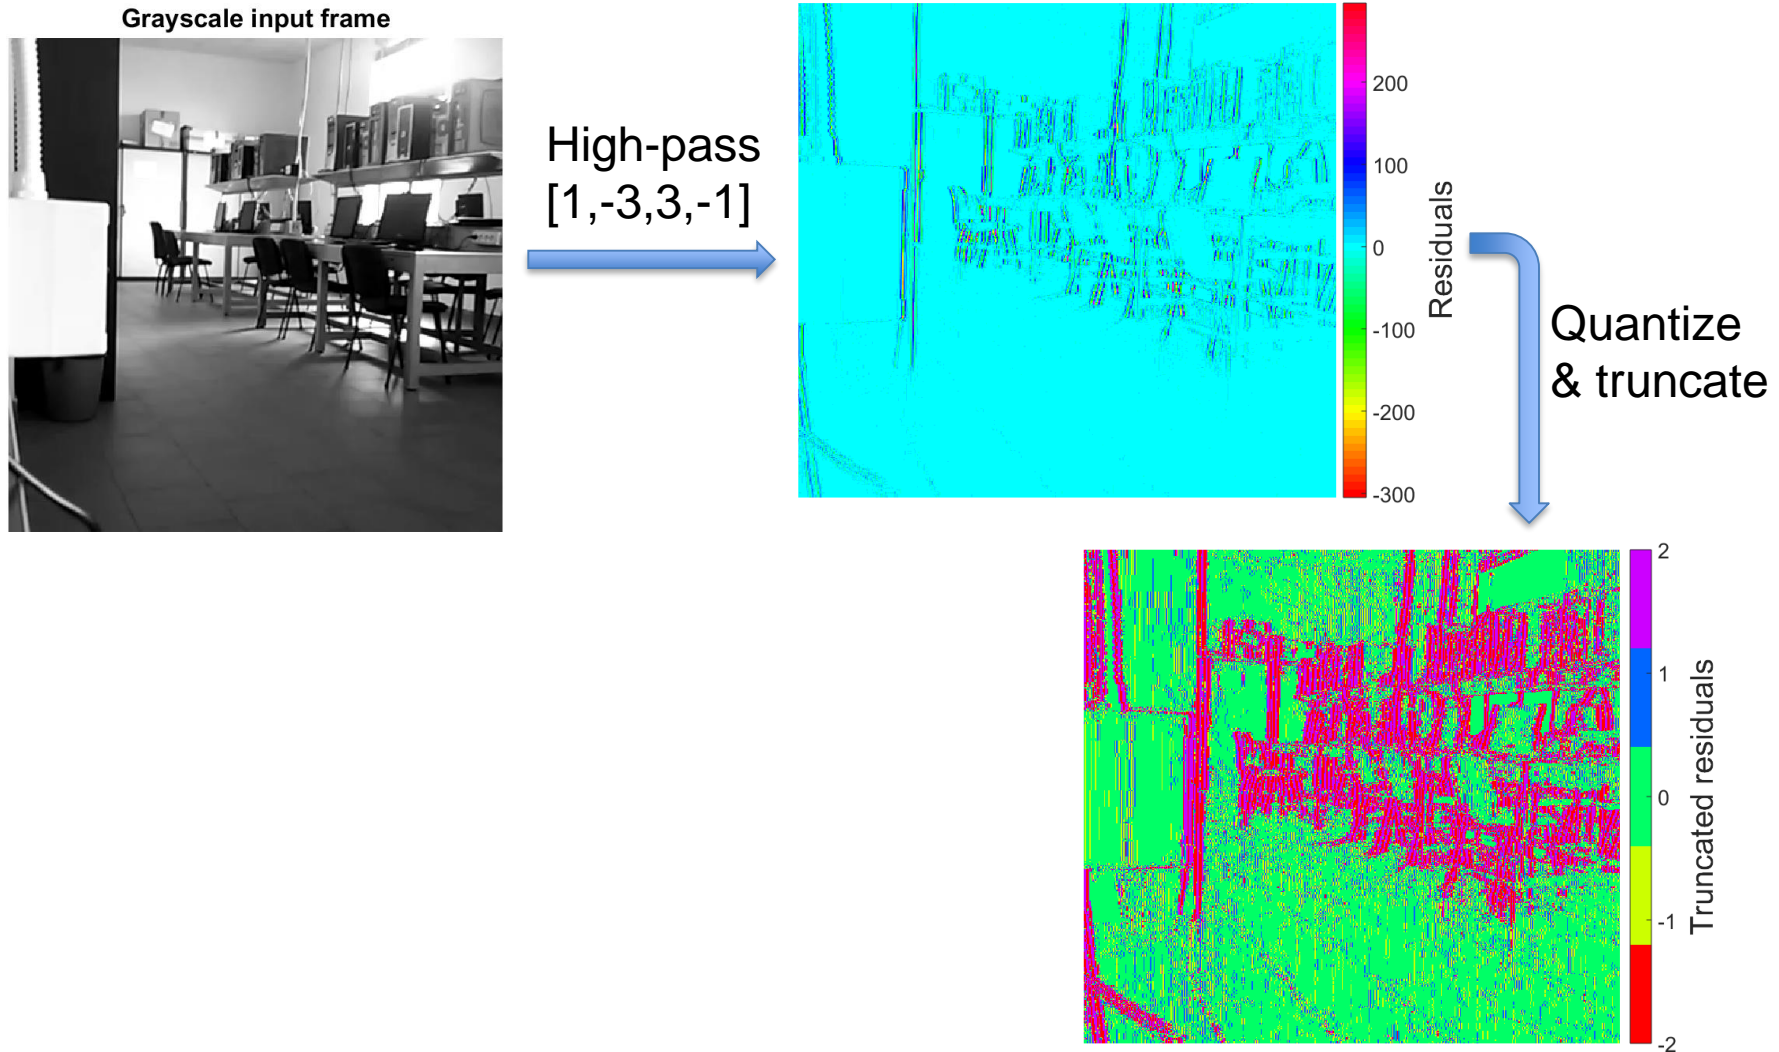 Grayscale input frame
High-pass
[1,-3,3,-1]
200
100
0
-100
-200
-300
Residuals
Quantize
& truncate
2
1
0
-1
-2
Truncated residuals